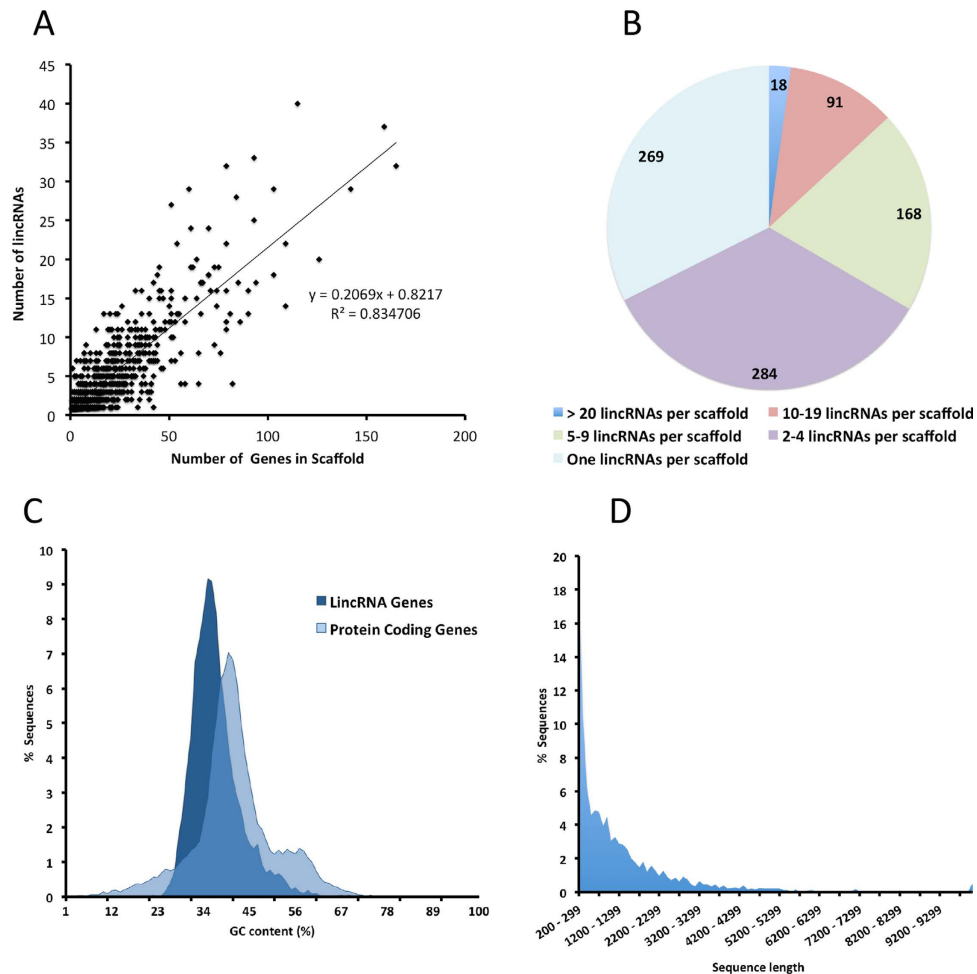 A
45
40
35
30
25
20
15
10
5
0
Number of lincRNAs
y = 0.2069x + 0.8217
R² = 0.834706
0 50 100 150 200
Number of Genes in Scaffold
B
18
91
269
168
284
> 20 lincRNAs per scaffold 10-19 lincRNAs per scaffold
5-9 lincRNAs per scaffold 2-4 lincRNAs per scaffold
One lincRNAs per scaffold
C
10
9
8
7
6
5
4
3
2
1
0
% Sequences
LincRNA Genes
Protein Coding Genes
1 12 23 34 45 56 67 78 89 100
GC content (%)
D
20
18
16
14
12
10
8
6
4
2
0
% Sequences
200 - 299 1200 - 1299 2200 - 2299 3200 - 3299 4200 - 4299 5200 - 5299 6200 - 6299 7200 - 7299 8200 - 8299 9200 - 9299
Sequence length